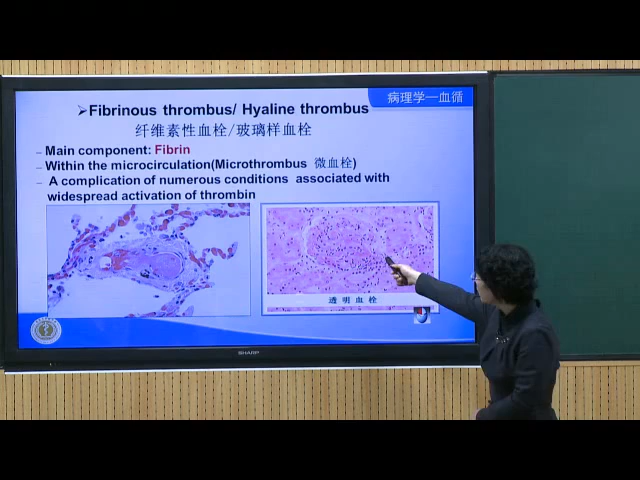 病理学—血循
➢Fibrinous thrombus/ Hyaline thrombus
纤维素性血栓/玻璃样血栓
– Main component: Fibrin
– Within the microcirculation(Microthrombus 微血栓)
– A complication of numerous conditions associated with
widespread activation of thrombin
透明血栓
SHARP